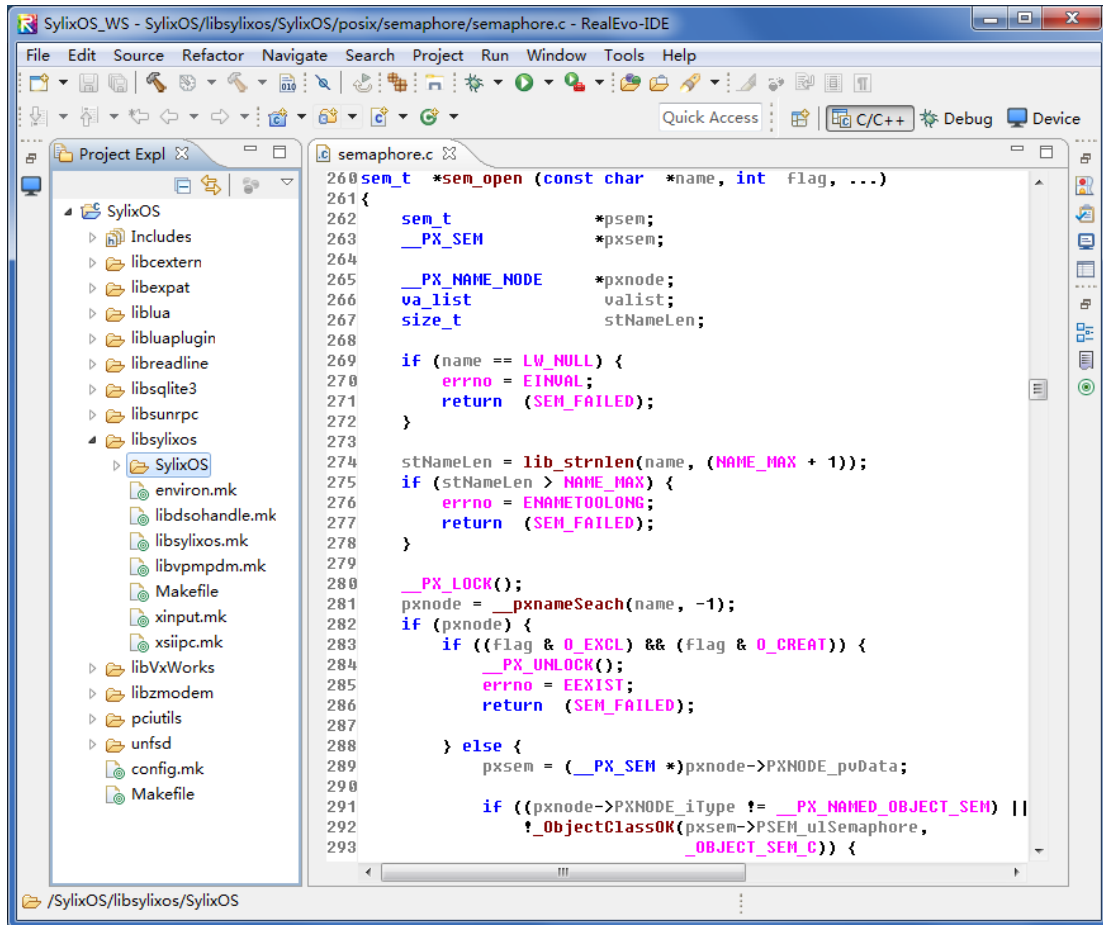 SylixOS_WS - SylixOS/libsylixos/SylixOS/posix/semaphore/semaphore.c - RealEvo-IDE
File Edit Source Refactor Navigate Search Project Run Window Tools Help
Quick Access C/C++ Debug Device
Project Expl
SylixOS
Includes
libcextern
libexpat
liblua
libluaplugin
libreadline
libsqlite3
libsunrpc
libsylixos
SylixOS
environ.mk
libdsohandle.mk
libsylixos.mk
libvpmpdm.mk
Makefile
xinput.mk
xsiipc.mk
libVxWorks
libzmodem
pciutils
unfsd
config.mk
Makefile
semaphore.c
260 sem_t *sem_open (const char *name, int flag, ...)
261 {
262 sem_t *psem;
263 __PX_SEM *pxsem;
264
265 __PX_NAME_NODE *pxnode;
266 va_list valist;
267 size_t stNameLen;
268
269 if (name == LW_NULL) {
270 errno = EINVAL;
271 return (SEM_FAILED);
272 }
273
274 stNameLen = lib_strnlen(name, (NAME_MAX + 1));
275 if (stNameLen > NAME_MAX) {
276 errno = ENAMETOOLONG;
277 return (SEM_FAILED);
278 }
279
280 __PX_LOCK();
281 pxnode = __pxnameSeach(name, -1);
282 if (pxnode) {
283 if ((flag & O_EXCL) && (flag & O_CREAT)) {
284 __PX_UNLOCK();
285 errno = EEXIST;
286 return (SEM_FAILED);
287
288 } else {
289 pxsem = (__PX_SEM *)pxnode->PXNODE_pvData;
290
291 if ((pxnode->PXNODE_iType != __PX_NAMED_OBJECT_SEM) ||
292 !_ObjectClassOK(pxsem->PSEM_ulSemaphore,
293 _OBJECT_SEM_C)) {
/SylixOS/libsylixos/SylixOS